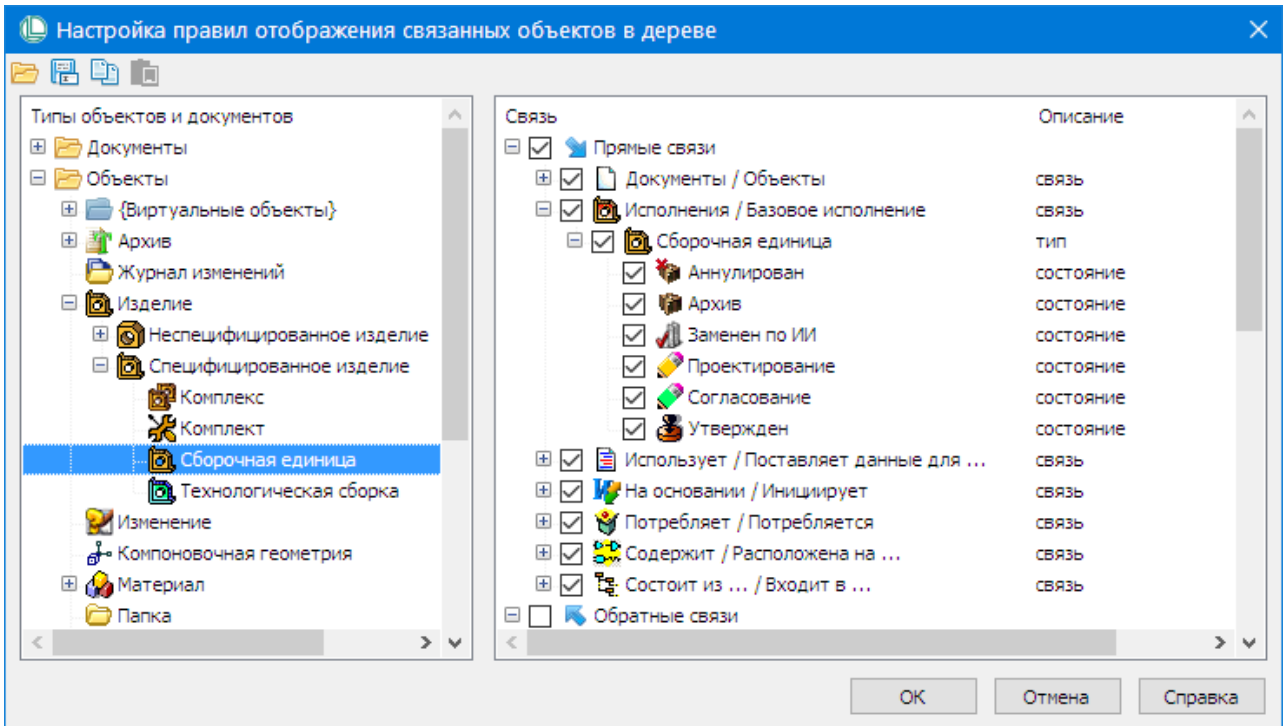 Настройка правил отображения связанных объектов в дереве
Типы объектов и документов
Документы
Объекты
{Виртуальные объекты}
Архив
Журнал изменений
Изделие
Неспецифицированное изделие
Специфицированное изделие
Комплекс
Комплект
Сборочная единица
Технологическая сборка
Изменение
Компоновочная геометрия
Материал
Папка
Связь Описание
Прямые связи
Документы / Объекты связь
Исполнения / Базовое исполнение связь
Сборочная единица тип
Аннулирован состояние
Архив состояние
Заменен по ИИ состояние
Проектирование состояние
Согласование состояние
Утвержден состояние
Использует / Поставляет данные для ... связь
На основании / Инициирует связь
Потребляет / Потребляется связь
Содержит / Расположена на ... связь
Состоит из ... / Входит в ... связь
Обратные связи
ОК Отмена Справка